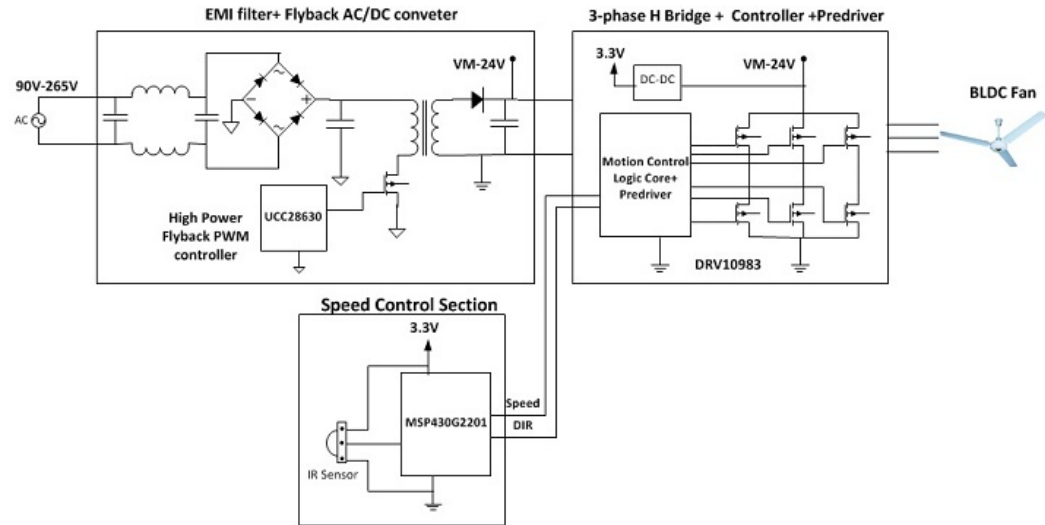 EMI filter+ Flyback AC/DC conveter
3-phase H Bridge + Controller +Predriver
90V-265V
AC
VM-24V
UCC28630
High Power
Flyback PWM
controller
3.3V
DC-DC
VM-24V
Motion Control
Logic Core+
Predriver
DRV10983
BLDC Fan
Speed Control Section
3.3V
MSP430G2201
Speed
DIR
IR Sensor